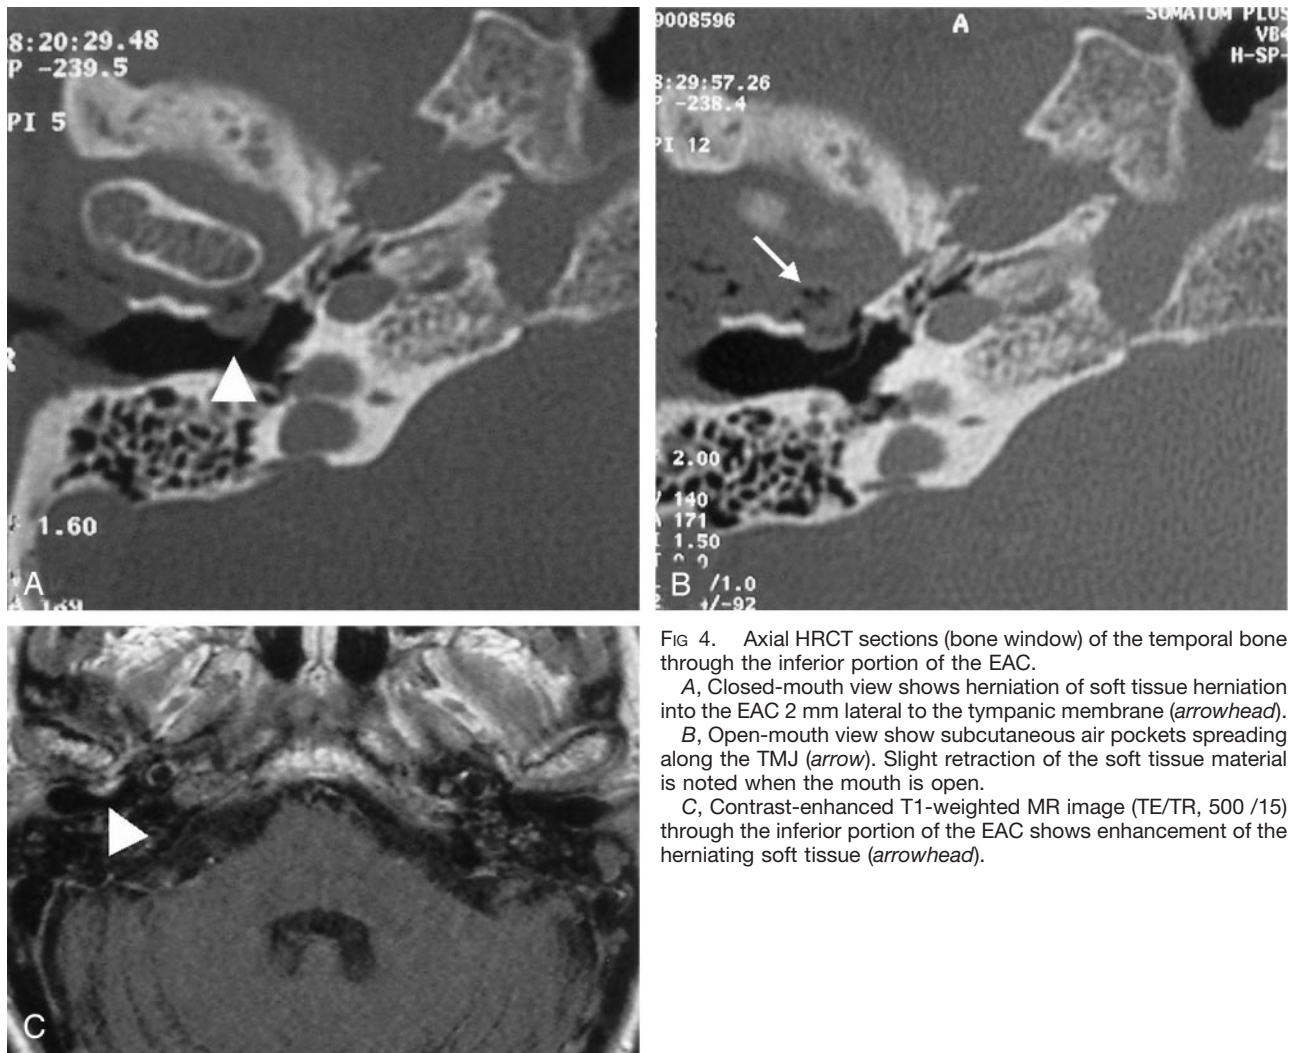 8:20:29.48
P -239.5
PI 5
R
1.60
A
9008596
A
SOMATOM PLUS
VB4
H-SP-
8:29:57.26
P -238.4
PI 12
2.00
140
171
1.50
B /1.0
+/-92
C
FIG 4. Axial HRCT sections (bone window) of the temporal bone
through the inferior portion of the EAC.
A, Closed-mouth view shows herniation of soft tissue herniation
into the EAC 2 mm lateral to the tympanic membrane (arrowhead).
B, Open-mouth view show subcutaneous air pockets spreading
along the TMJ (arrow). Slight retraction of the soft tissue material
is noted when the mouth is open.
C, Contrast-enhanced T1-weighted MR image (TE/TR, 500 /15)
through the inferior portion of the EAC shows enhancement of the
herniating soft tissue (arrowhead).